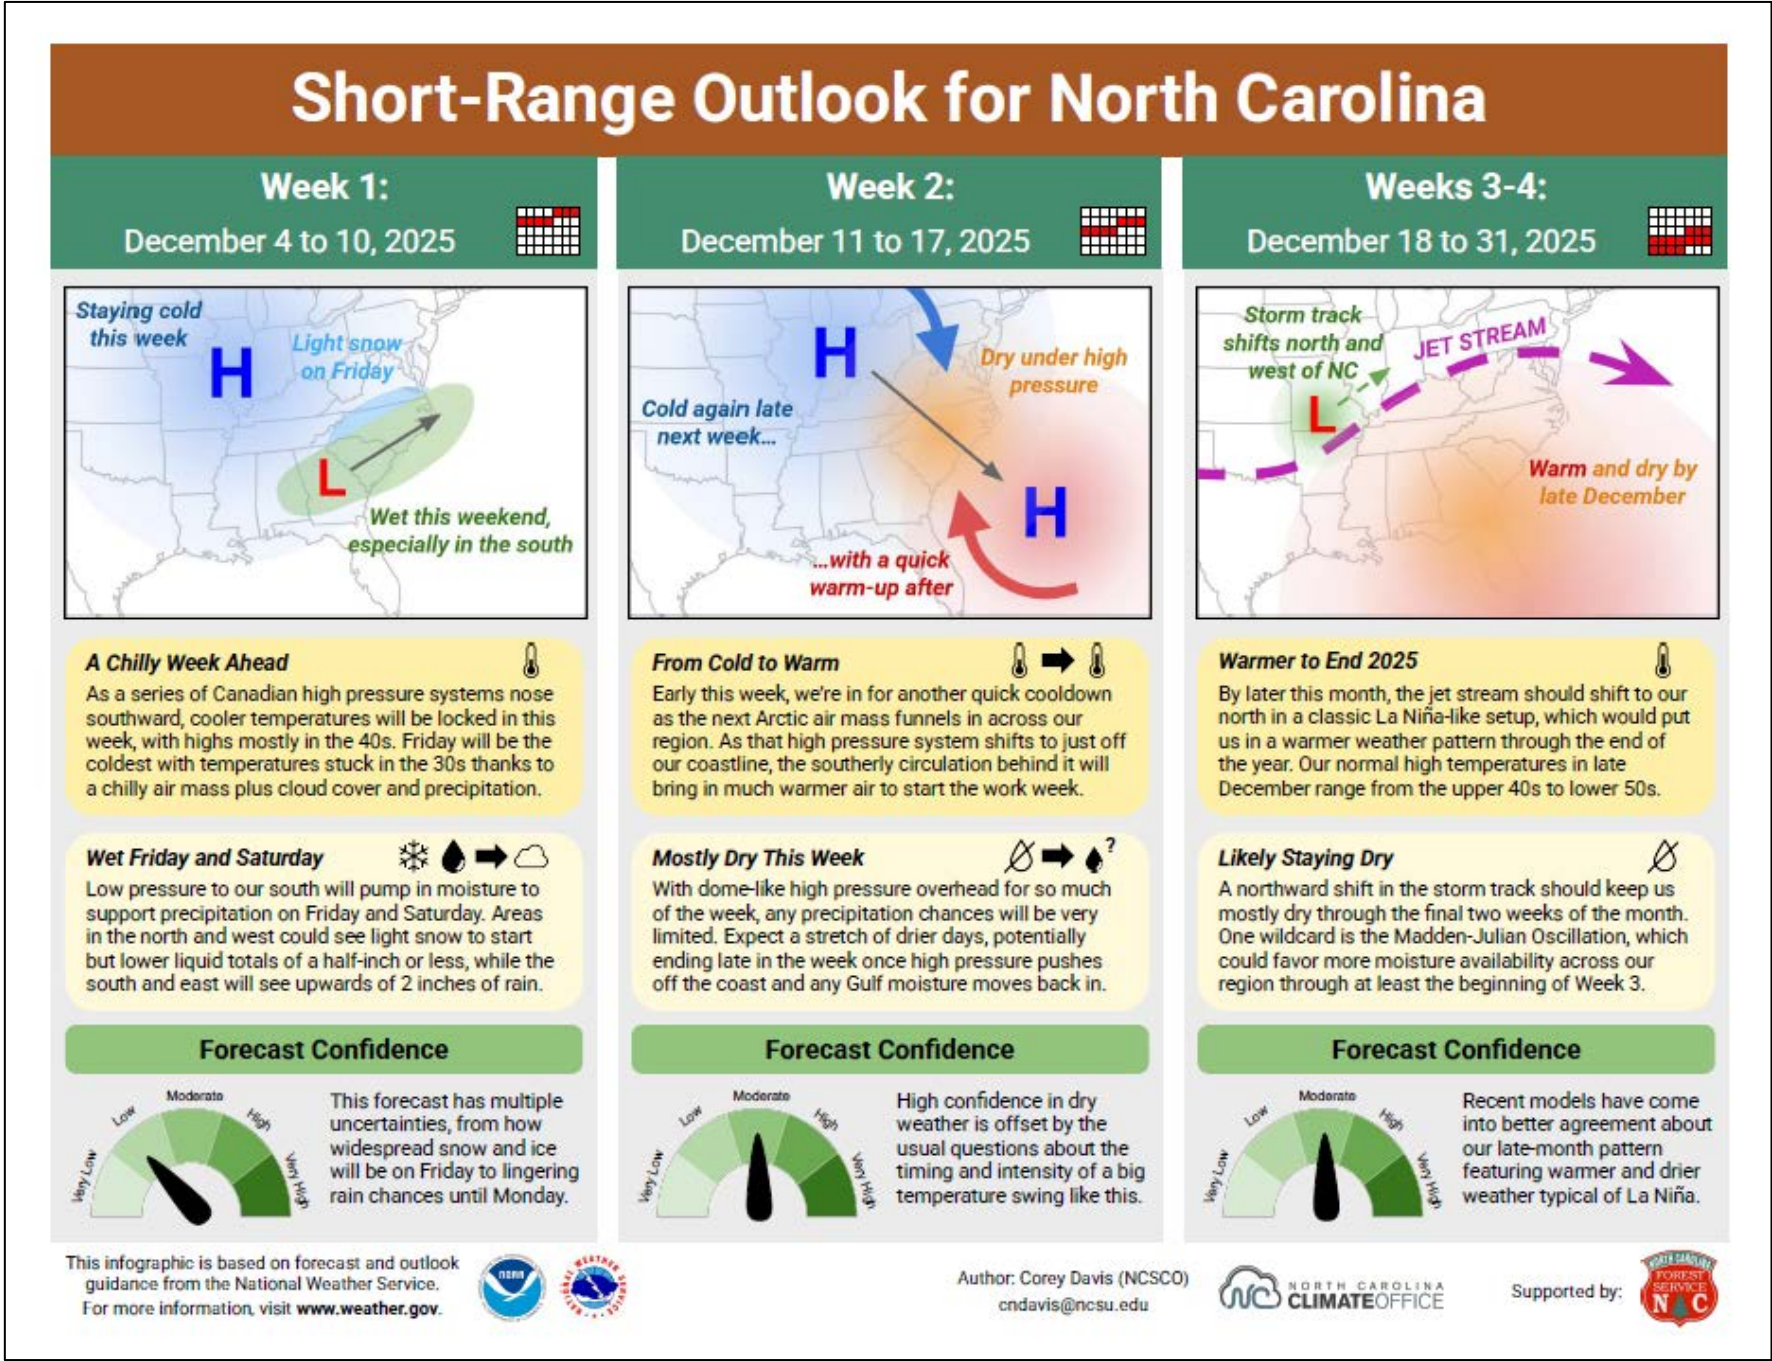 Short-Range Outlook for North Carolina
Week 1:
December 4 to 10, 2025
Staying cold
this week
H
Light snow
on Friday
L
Wet this weekend,
especially in the south
A Chilly Week Ahead
As a series of Canadian high pressure systems nose
southward, cooler temperatures will be locked in this
week, with highs mostly in the 40s. Friday will be the
coldest with temperatures stuck in the 30s thanks to
a chilly air mass plus cloud cover and precipitation.
Wet Friday and Saturday
Low pressure to our south will pump in moisture to
support precipitation on Friday and Saturday. Areas
in the north and west could see light snow to start
but lower liquid totals of a half-inch or less, while the
south and east will see upwards of 2 inches of rain.
Forecast Confidence
Very Low
Low
Moderate
High
Very High
This forecast has multiple
uncertainties, from how
widespread snow and ice
will be on Friday to lingering
rain chances until Monday.
Week 2:
December 11 to 17, 2025
H
Dry under high
pressure
Cold again late
next week...
H
...with a quick
warm-up after
From Cold to Warm
Early this week, we're in for another quick cooldown
as the next Arctic air mass funnels in across our
region. As that high pressure system shifts to just off
our coastline, the southerly circulation behind it will
bring in much warmer air to start the work week.
Mostly Dry This Week
?
With dome-like high pressure overhead for so much
of the week, any precipitation chances will be very
limited. Expect a stretch of drier days, potentially
ending late in the week once high pressure pushes
off the coast and any Gulf moisture moves back in.
Forecast Confidence
Very Low
Low
Moderate
High
Very High
High confidence in dry
weather is offset by the
usual questions about the
timing and intensity of a big
temperature swing like this.
Weeks 3-4:
December 18 to 31, 2025
Storm track
shifts north and
west of NC
JET STREAM
L
Warm and dry by
late December
Warmer to End 2025
By later this month, the jet stream should shift to our
north in a classic La Niña-like setup, which would put
us in a warmer weather pattern through the end of
the year. Our normal high temperatures in late
December range from the upper 40s to lower 50s.
Likely Staying Dry
A northward shift in the storm track should keep us
mostly dry through the final two weeks of the month.
One wildcard is the Madden-Julian Oscillation, which
could favor more moisture availability across our
region through at least the beginning of Week 3.
Forecast Confidence
Very Low
Low
Moderate
High
Very High
Recent models have come
into better agreement about
our late-month pattern
featuring warmer and drier
weather typical of La Niña.
This infographic is based on forecast and outlook
guidance from the National Weather Service.
For more information, visit www.weather.gov.
NOAA
NATIONAL WEATHER SERVICE
Author: Corey Davis (NCSCO)
cndavis@ncsu.edu
NORTH CAROLINA
CLIMATEOFFICE
Supported by:
NORTH CAROLINA
FOREST
SERVICE
N C